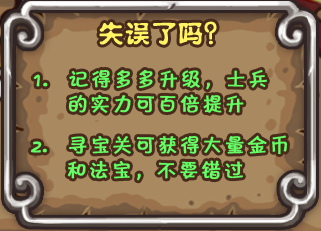 失误了吗?
1. 记得多多升级，士兵
的实力可百倍提升
2. 寻宝关可获得大量金币
和法宝，不要错过